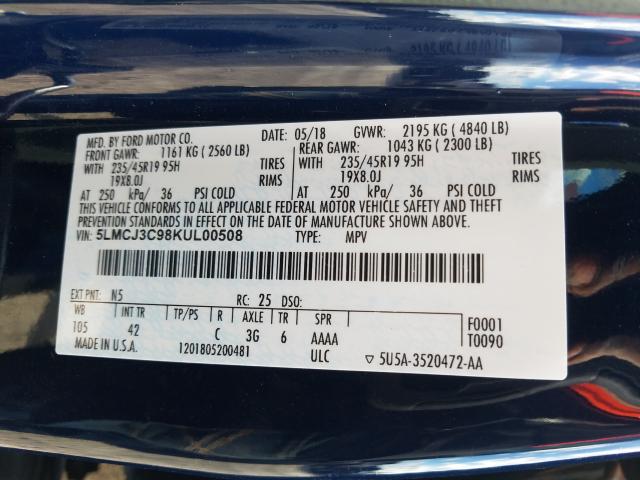 MFD. BY FORD MOTOR CO. DATE: 05/18 GVWR: 2195 KG ( 4840 LB)
FRONT GAWR: 1161 KG ( 2560 LB) REAR GAWR: 1043 KG ( 2300 LB)
WITH 235/45R19 95H TIRES WITH 235/45R19 95H TIRES
19X8.0J RIMS 19X8.0J RIMS
AT 250 kPa/ 36 PSI COLD AT 250 kPa/ 36 PSI COLD
THIS VEHICLE CONFORMS TO ALL APPLICABLE FEDERAL MOTOR VEHICLE SAFETY AND THEFT
PREVENTION STANDARDS IN EFFECT ON THE DATE OF MANUFACTURE SHOWN ABOVE.
VIN: 5LMCJ3C98KUL00508 TYPE: MPV
EXT PNT: N5 RC: 25 DSO:
WB INT TR TP/PS R AXLE TR SPR F0001
105 42 C 3G 6 AAAA T0090
MADE IN U.S.A. 1201805200481 ULC ▽ 5U5A-3520472-AA